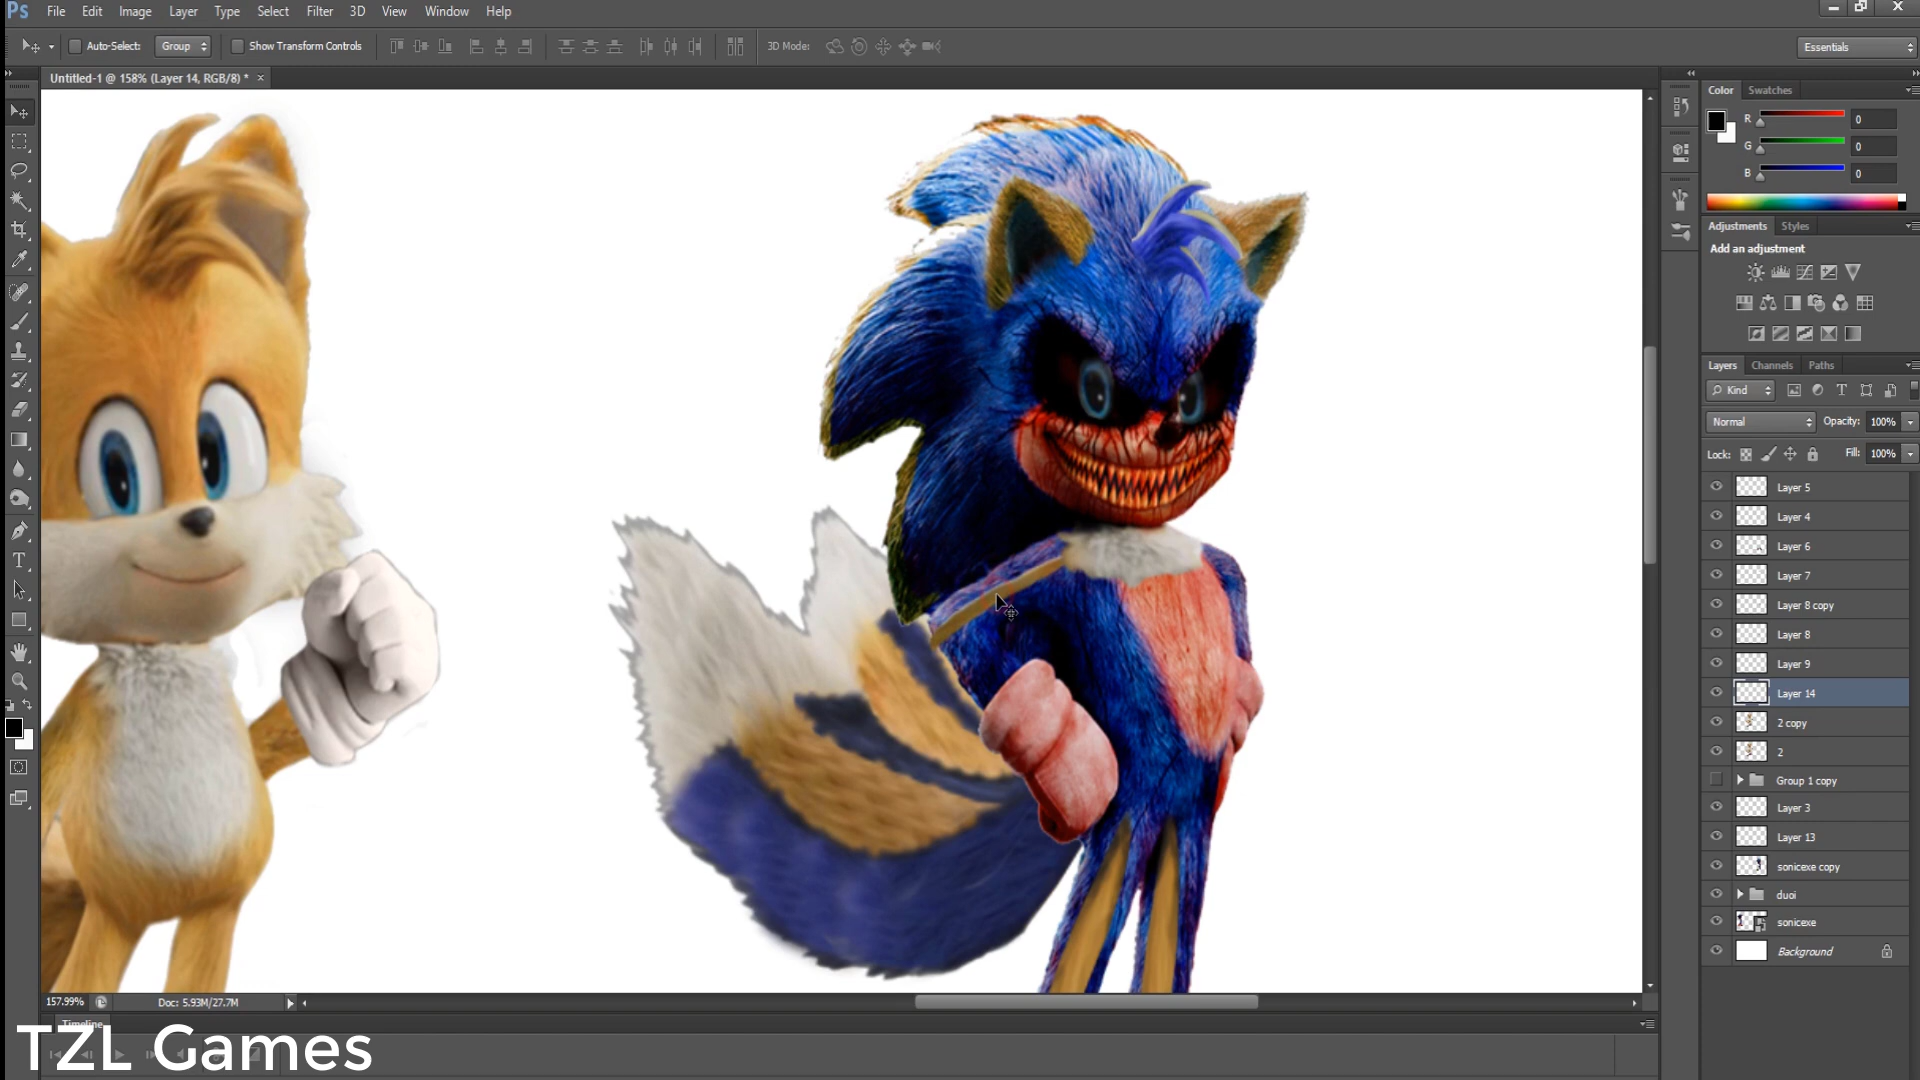 Ps File Edit Image Layer Type Select Filter 3D View Window Help
Auto-Select: Group Show Transform Controls 3D Mode: Essentials
Untitled-1 @ 158% (Layer 14, RGB/8) * ×
Color Swatches
R 0
G 0
B 0
Adjustments Styles
Add an adjustment
Layers Channels Paths
Kind
Normal Opacity: 100%
Lock: Fill: 100%
Layer 5
Layer 4
Layer 6
Layer 7
Layer 8 copy
Layer 8
Layer 9
Layer 14
2 copy
2
Group 1 copy
Layer 3
Layer 13
sonicexe copy
duoi
sonicexe
Background
157.99% Doc: 5.93M/27.7M
Timeline
TZL Games